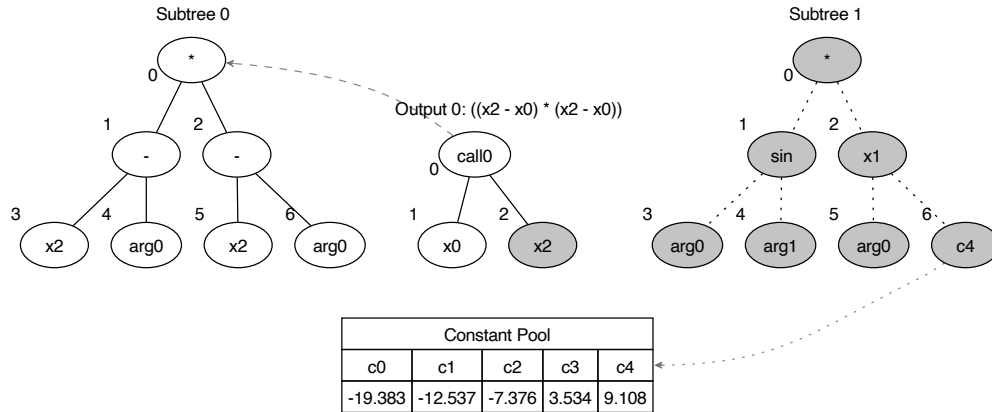 Subtree 0
Subtree 1
*
0
*
0
Output 0: ((x2 - x0) * (x2 - x0))
1
2
-
-
0
call0
1
2
sin
x1
3
4
5
6
x2
arg0
x2
arg0
1
2
x0
x2
3
4
5
6
arg0
arg1
arg0
c4
Constant Pool
c0 c1 c2 c3 c4
-19.383 -12.537 -7.376 3.534 9.108